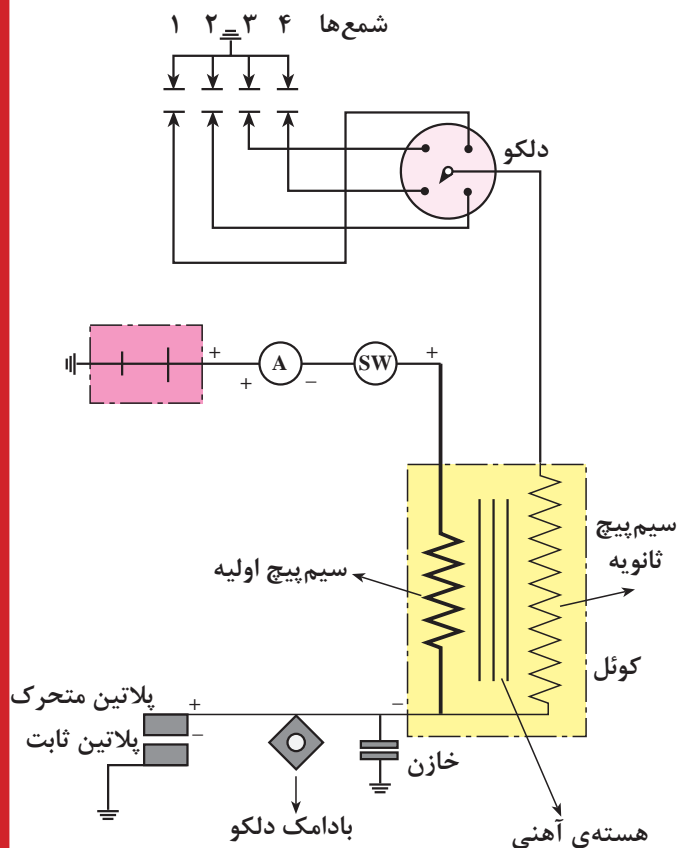 شمع‌ها ۴ ۳ ۲ ۱
دلکو
+ A + − SW +
سیم‌پیچ
ثانویه
سیم‌پیچ اولیه
کوئل
پلاتین متحرک + −
پلاتین ثابت −
خازن
بادامک دلکو
هسته‌ی آهنی